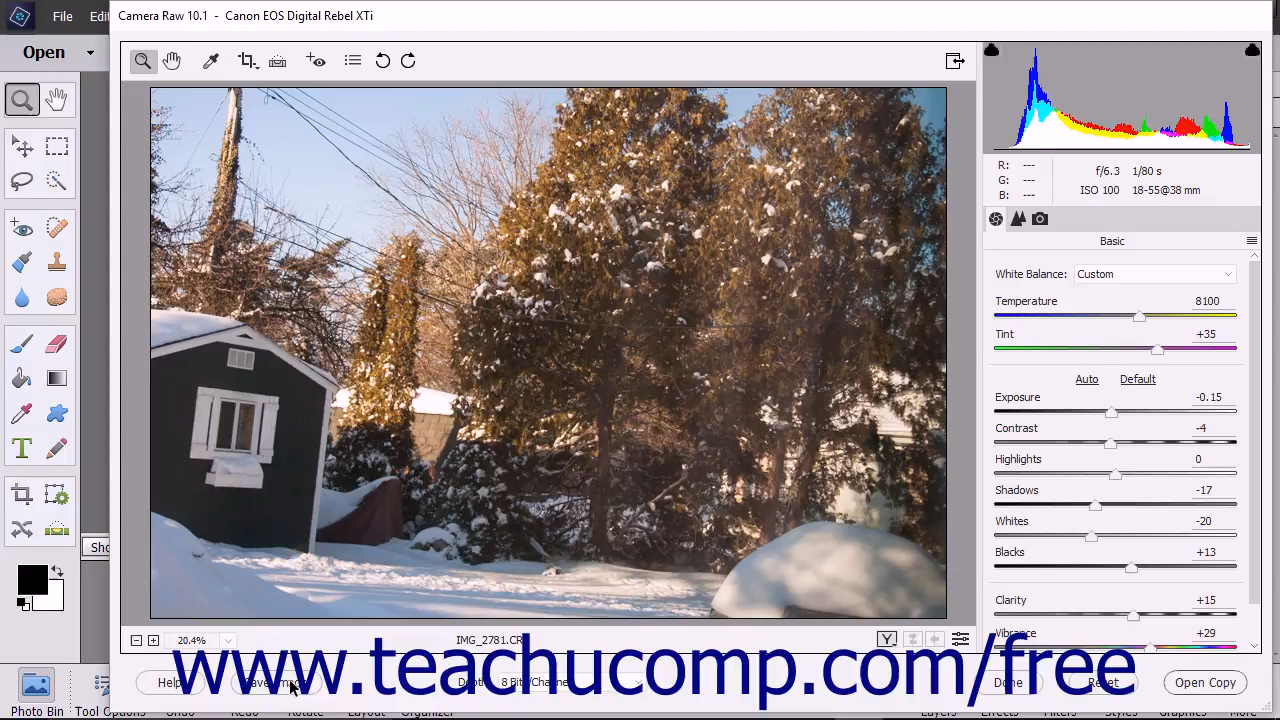 Camera Raw 10.1 - Canon EOS Digital Rebel XTi
File
Open
R: ---
G: ---
B: ---
f/6.3 1/80 s
ISO 100 18-55@38 mm
Basic
White Balance: Custom
Temperature 8100
Tint +35
Auto Default
Exposure -0.15
Contrast -4
Highlights 0
Shadows -17
Whites -20
Blacks +13
Clarity +15
Vibrance +29
20.4%
IMG_2781.CR
www.teachucomp.com/free
Help
Depth: 8 Bits/Channel
Done
Reset
Open Copy
Photo Bin Tool Options Undo Redo Rotate Layout Organizer
Layers Effects Filters Styles Graphics More